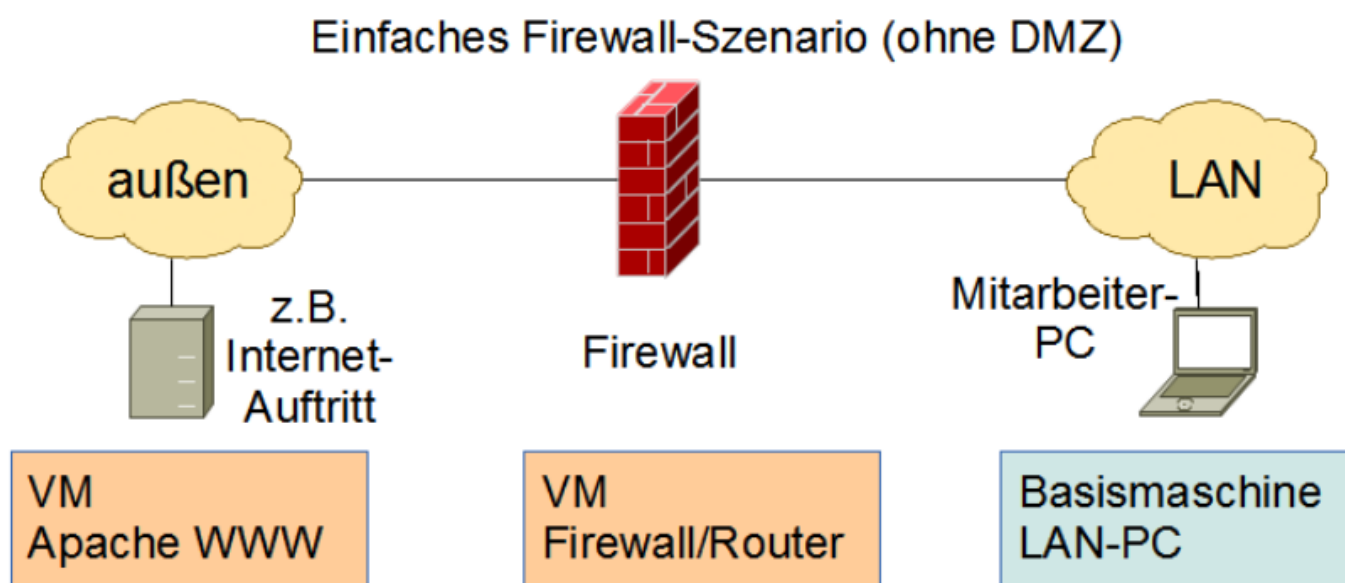 Einfaches Firewall-Szenario (ohne DMZ)
außen
LAN
z.B.
Internet-
Auftritt
Firewall
Mitarbeiter-
PC
VM
Apache WWW
VM
Firewall/Router
Basismaschine
LAN-PC